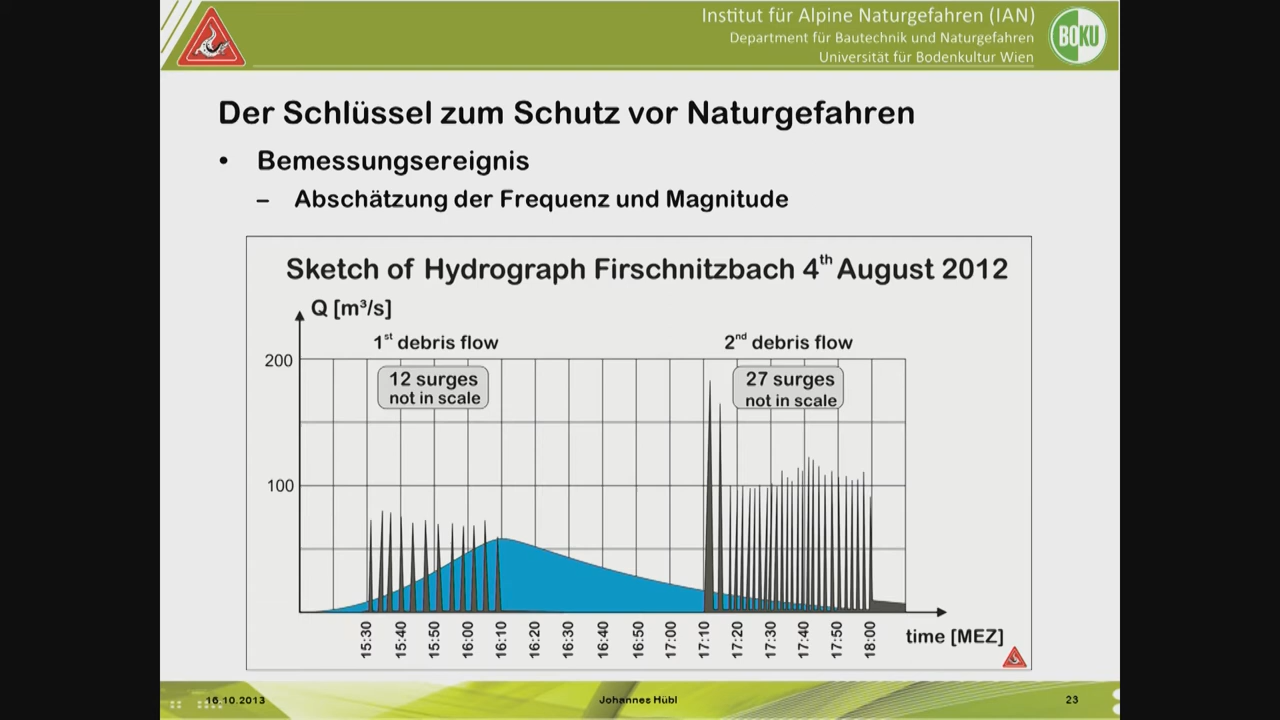 Institut für Alpine Naturgefahren (IAN)
Department für Bautechnik und Naturgefahren
Universität für Bodenkultur Wien
BOKU
Der Schlüssel zum Schutz vor Naturgefahren
• Bemessungsereignis
– Abschätzung der Frequenz und Magnitude
Sketch of Hydrograph Firschnitzbach 4th August 2012
Q [m³/s]
1st debris flow
2nd debris flow
200
12 surges
not in scale
27 surges
not in scale
100
15:30 15:40 15:50 16:00 16:10 16:20 16:30 16:40 16:50 17:00 17:10 17:20 17:30 17:40 17:50 18:00
time [MEZ]
16.10.2013
Johannes Hübl
23